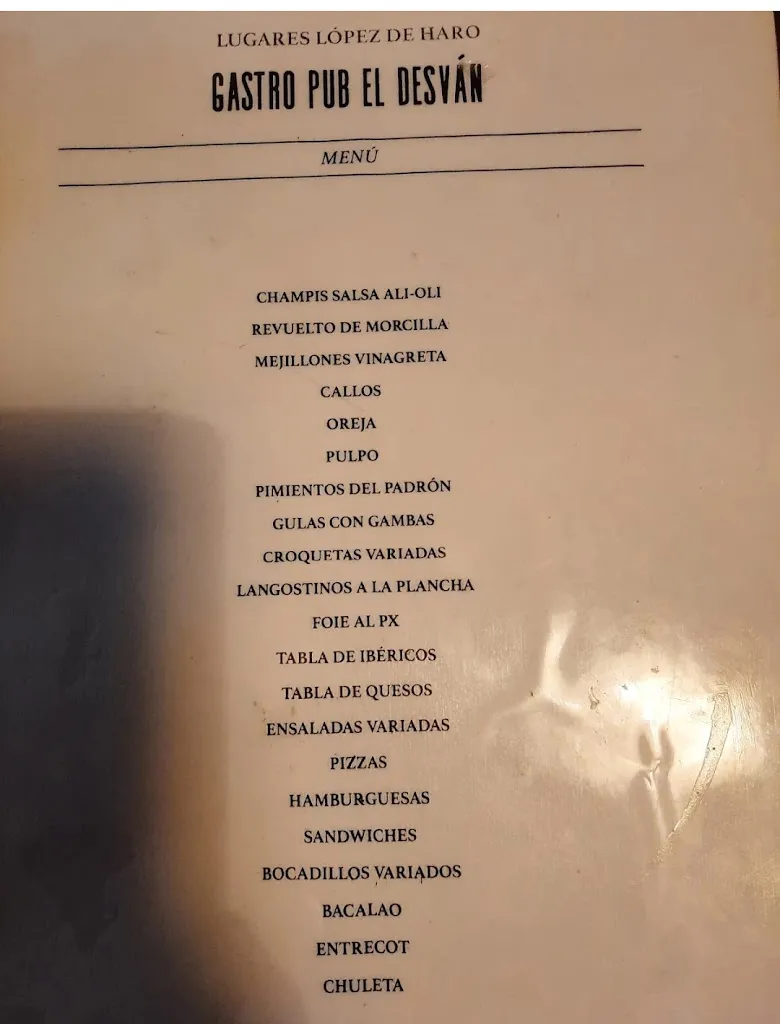 LUGARES LÓPEZ DE HARO
GASTRO PUB EL DESVÁN
MENÚ
CHAMPIS SALSA ALI-OLI
REVUELTO DE MORCILLA
MEJILLONES VINAGRETA
CALLOS
OREJA
PULPO
PIMIENTOS DEL PADRÓN
GULAS CON GAMBAS
CROQUETAS VARIADAS
LANGOSTINOS A LA PLANCHA
FOIE AL PX
TABLA DE IBÉRICOS
TABLA DE QUESOS
ENSALADAS VARIADAS
PIZZAS
HAMBURGUESAS
SANDWICHES
BOCADILLOS VARIADOS
BACALAO
ENTRECOT
CHULETA